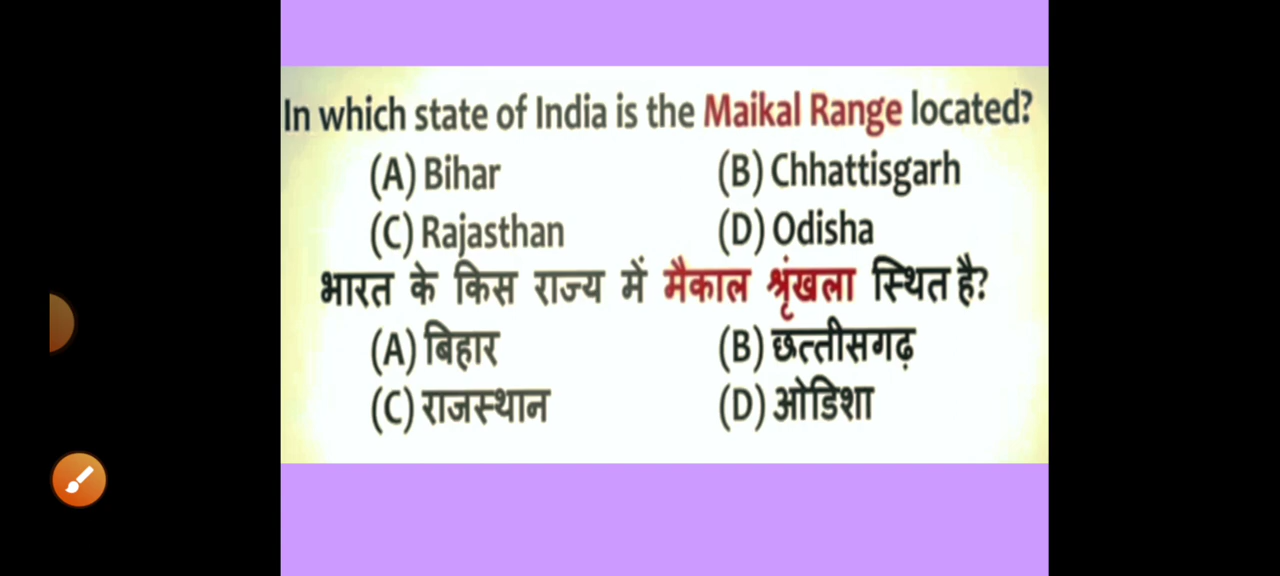 In which state of India is the Maikal Range located?
(A) Bihar (B) Chhattisgarh
(C) Rajasthan (D) Odisha
भारत के किस राज्य में मैकाल श्रृंखला स्थित है?
(A) बिहार (B) छत्तीसगढ़
(C) राजस्थान (D) ओडिशा